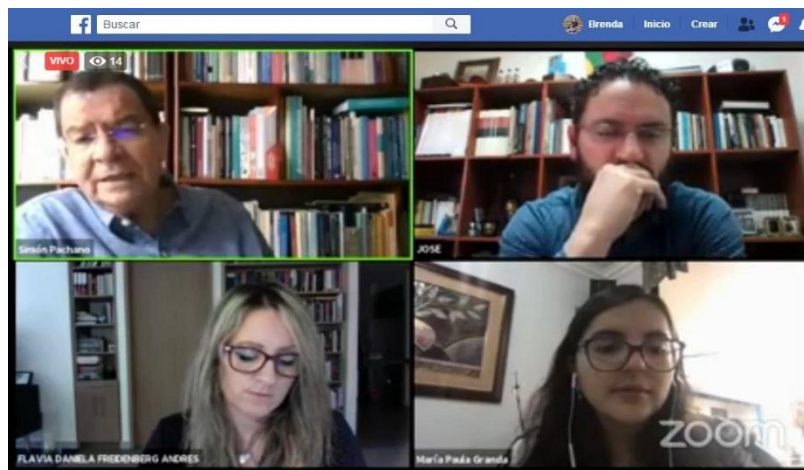 f Buscar Brenda Inicio Crear
VIVO 14
Simón Pachano
JOSE
FLAVIA DANIELA FREIDENBERG ANDRES
María Paula Granda
zoom